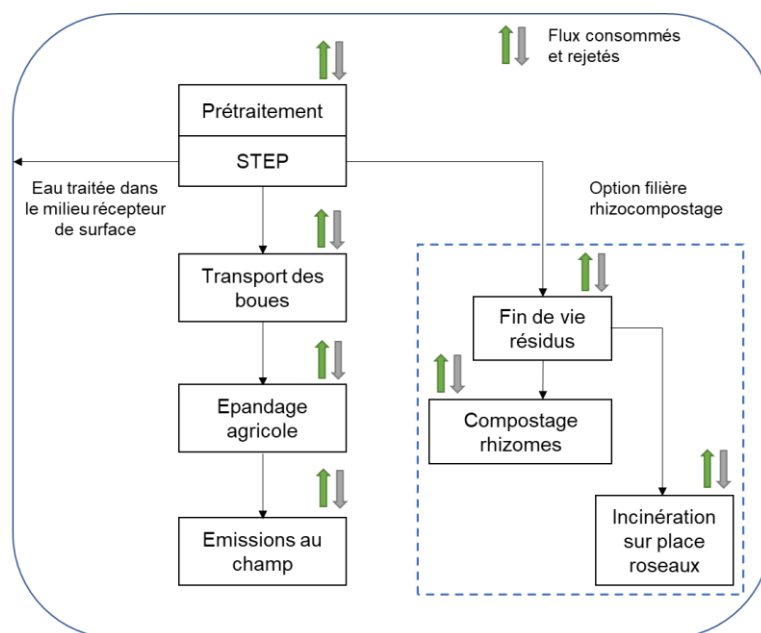 Flux consommés
et rejetés
Prétraitement
STEP
Eau traitée dans
le milieu récepteur
de surface
Option filière
rhizocompostage
Transport des
boues
Fin de vie
résidus
Epandage
agricole
Compostage
rhizomes
Emissions au
champ
Incinération
sur place
roseaux